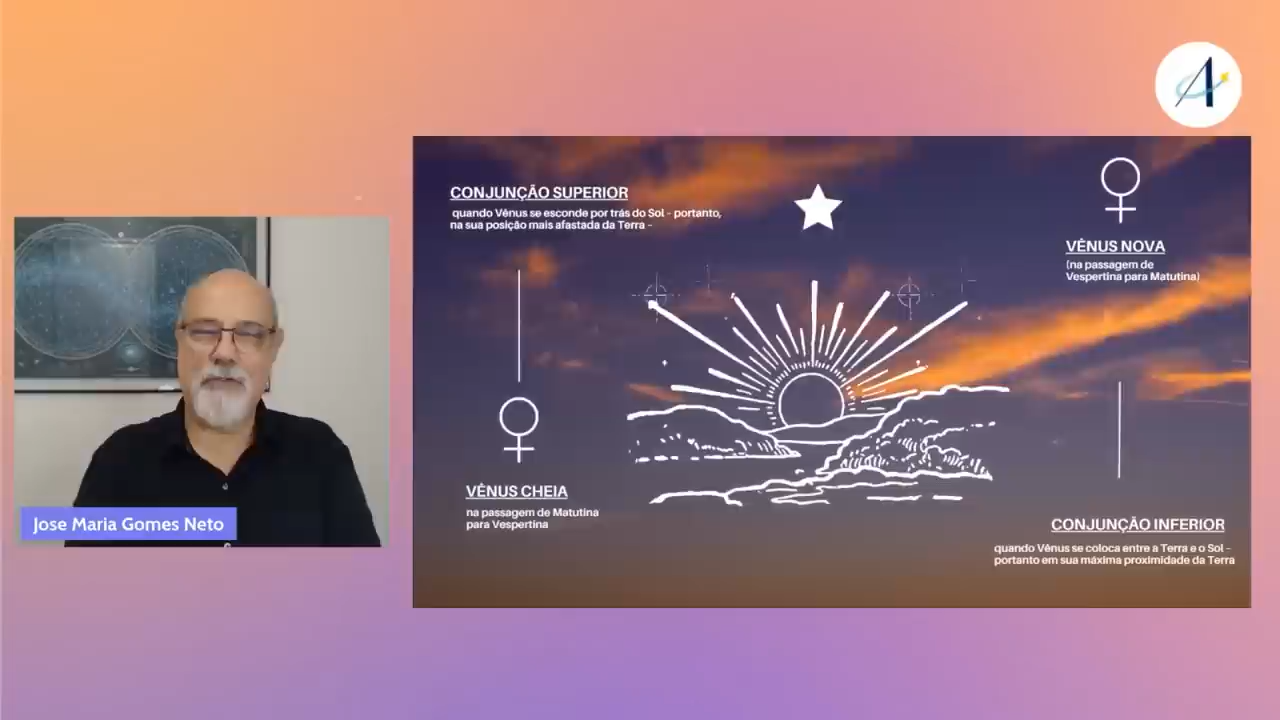 CONJUNÇÃO SUPERIOR
quando Vênus se esconde por trás do Sol - portanto,
na sua posição mais afastada da Terra -
VÊNUS NOVA
(na passagem de
Vespertina para Matutina)
VÊNUS CHEIA
na passagem de Matutina
para Vespertina
CONJUNÇÃO INFERIOR
quando Vênus se coloca entre a Terra e o Sol -
portanto em sua máxima proximidade da Terra
Jose Maria Gomes Neto
A